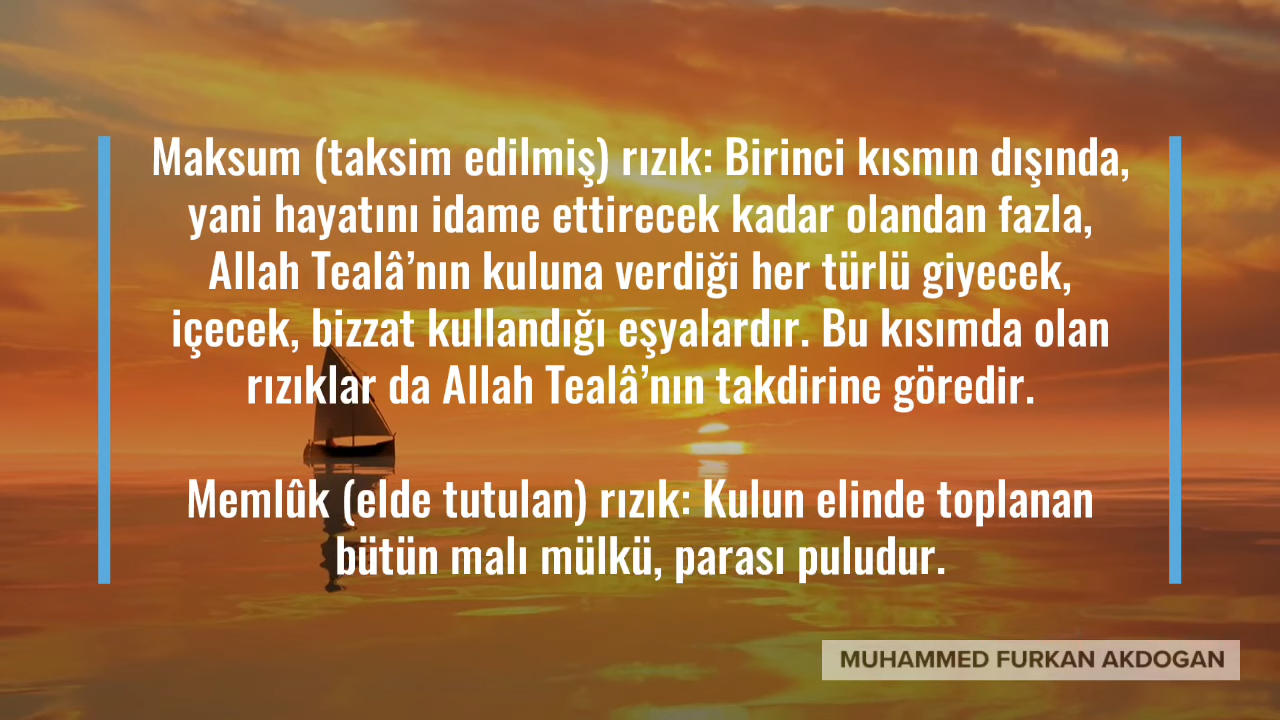 Maksum (taksim edilmiş) rızık: Birinci kısmın dışında,
yani hayatını idame ettirecek kadar olandan fazla,
Allah Tealâ’nın kuluna verdiği her türlü giyecek,
içecek, bizzat kullandığı eşyalardır. Bu kısımda olan
rızıklar da Allah Tealâ’nın takdirine göredir.
Memlûk (elde tutulan) rızık: Kulun elinde toplanan
bütün malı mülkü, parası puludur.
MUHAMMED FURKAN AKDOGAN